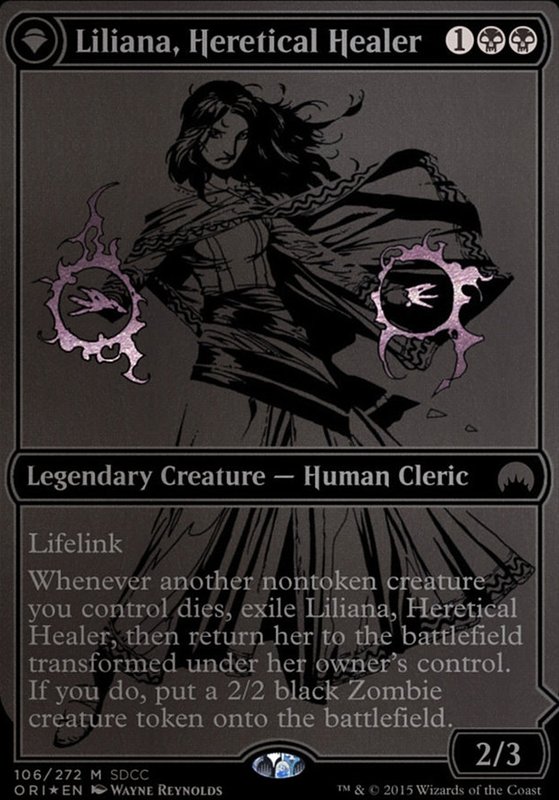 Liliana, Heretical Healer 1
Legendary Creature — Human Cleric
Lifelink
Whenever another nontoken creature
you control dies, exile Liliana, Heretical
Healer, then return her to the battlefield
transformed under her owner's control.
If you do, put a 2/2 black Zombie
creature token onto the battlefield.
2/3
106/272 M SDCC
ORI★EN Wayne Reynolds
™ & © 2015 Wizards of the Coast